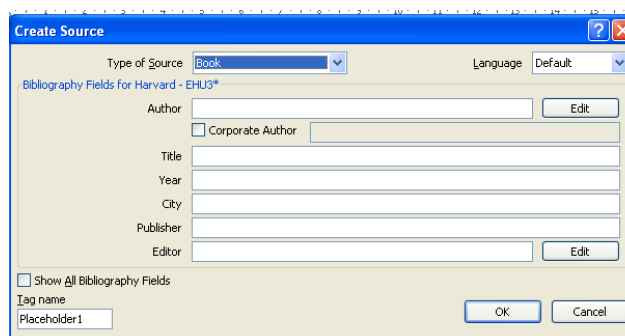 Create Source
Type of Source Book Language Default
Bibliography Fields for Harvard - EHU3*
Author Edit
Corporate Author
Title
Year
City
Publisher
Editor Edit
Show All Bibliography Fields
Tag name
Placeholder1 OK Cancel